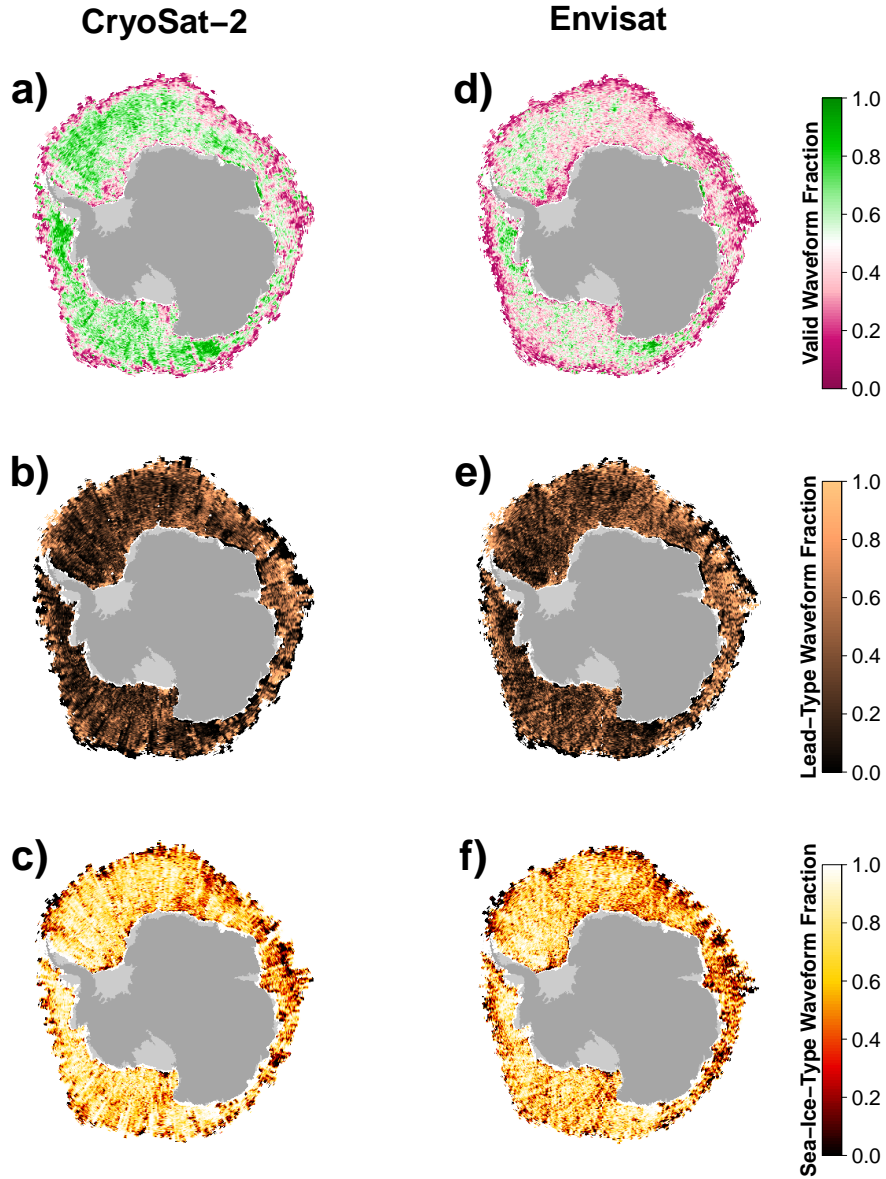 CryoSat−2
Envisat
a)
d)
1.0
0.8
0.6
0.4
0.2
0.0
Valid Waveform Fraction
b)
e)
1.0
0.8
0.6
0.4
0.2
0.0
Lead−Type Waveform Fraction
c)
f)
1.0
0.8
0.6
0.4
0.2
0.0
Sea−Ice−Type Waveform Fraction